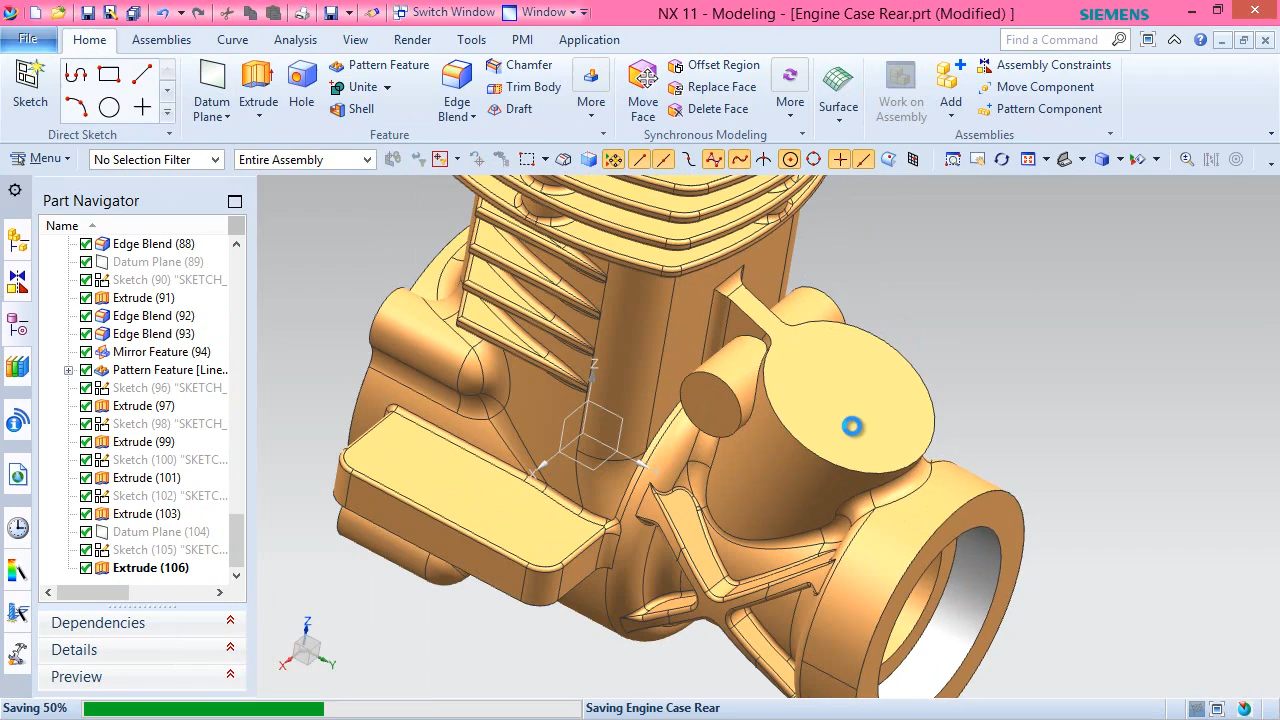 Switch Window Window NX 11 - Modeling - [Engine Case Rear.prt (Modified) ] SIEMENS
File Home Assemblies Curve Analysis View Render Tools PMI Application Find a Command
Sketch Datum Plane Extrude Hole Pattern Feature Unite Shell Edge Blend Chamfer Trim Body Draft More Move Face Offset Region Replace Face Delete Face More Surface Work on Assembly Add Assembly Constraints Move Component Pattern Component
Direct Sketch Feature Synchronous Modeling Assemblies
Menu No Selection Filter Entire Assembly
Part Navigator
Name
Edge Blend (88)
Datum Plane (89)
Sketch (90) "SKETCH_
Extrude (91)
Edge Blend (92)
Edge Blend (93)
Mirror Feature (94)
Pattern Feature [Line..
Sketch (96) "SKETCH_
Extrude (97)
Sketch (98) "SKETCH_
Extrude (99)
Sketch (100) "SKETC...
Extrude (101)
Sketch (102) "SKETC...
Extrude (103)
Datum Plane (104)
Sketch (105) "SKETC...
Extrude (106)
Dependencies
Details
Preview
Z
Z
X Y
Saving 50% Saving Engine Case Rear